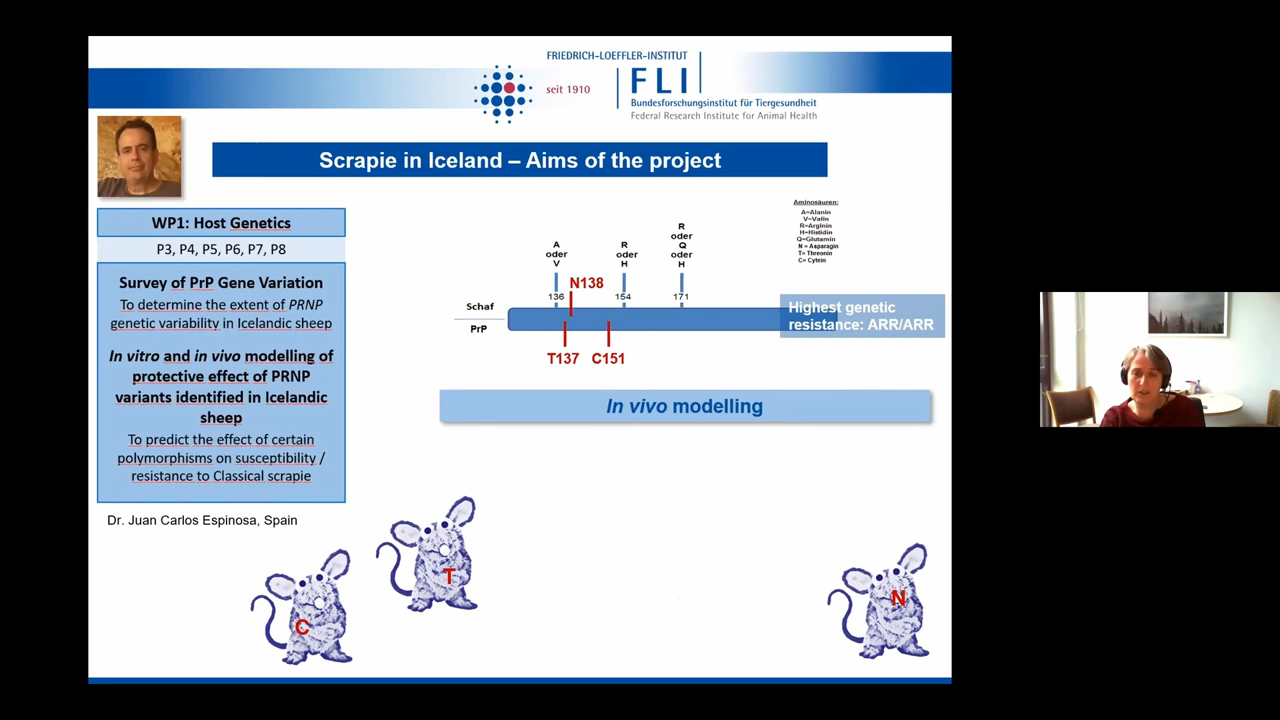 FRIEDRICH-LOEFFLER-INSTITUT
seit 1910
FLI
Bundesforschungsinstitut für Tiergesundheit
Federal Research Institute for Animal Health
Scrapie in Iceland – Aims of the project
WP1: Host Genetics
P3, P4, P5, P6, P7, P8
Survey of PrP Gene Variation
To determine the extent of PRNP
genetic variability in Icelandic sheep
In vitro and in vivo modelling of
protective effect of PRNP
variants identified in Icelandic
sheep
To predict the effect of certain
polymorphisms on susceptibility /
resistance to Classical scrapie
Dr. Juan Carlos Espinosa, Spain
Aminosäuren:
A=Alanin
V=Vallin
R=Arginin
H=Histidin
Q=Glutamin
N = Asparagin
T= Threonin
C= Cytein
A
oder
V
R
oder
H
R
oder
Q
oder
H
N138
136
154
171
Schaf
PrP
T137
C151
Highest genetic
resistance: ARR/ARR
In vivo modelling
C
T
N